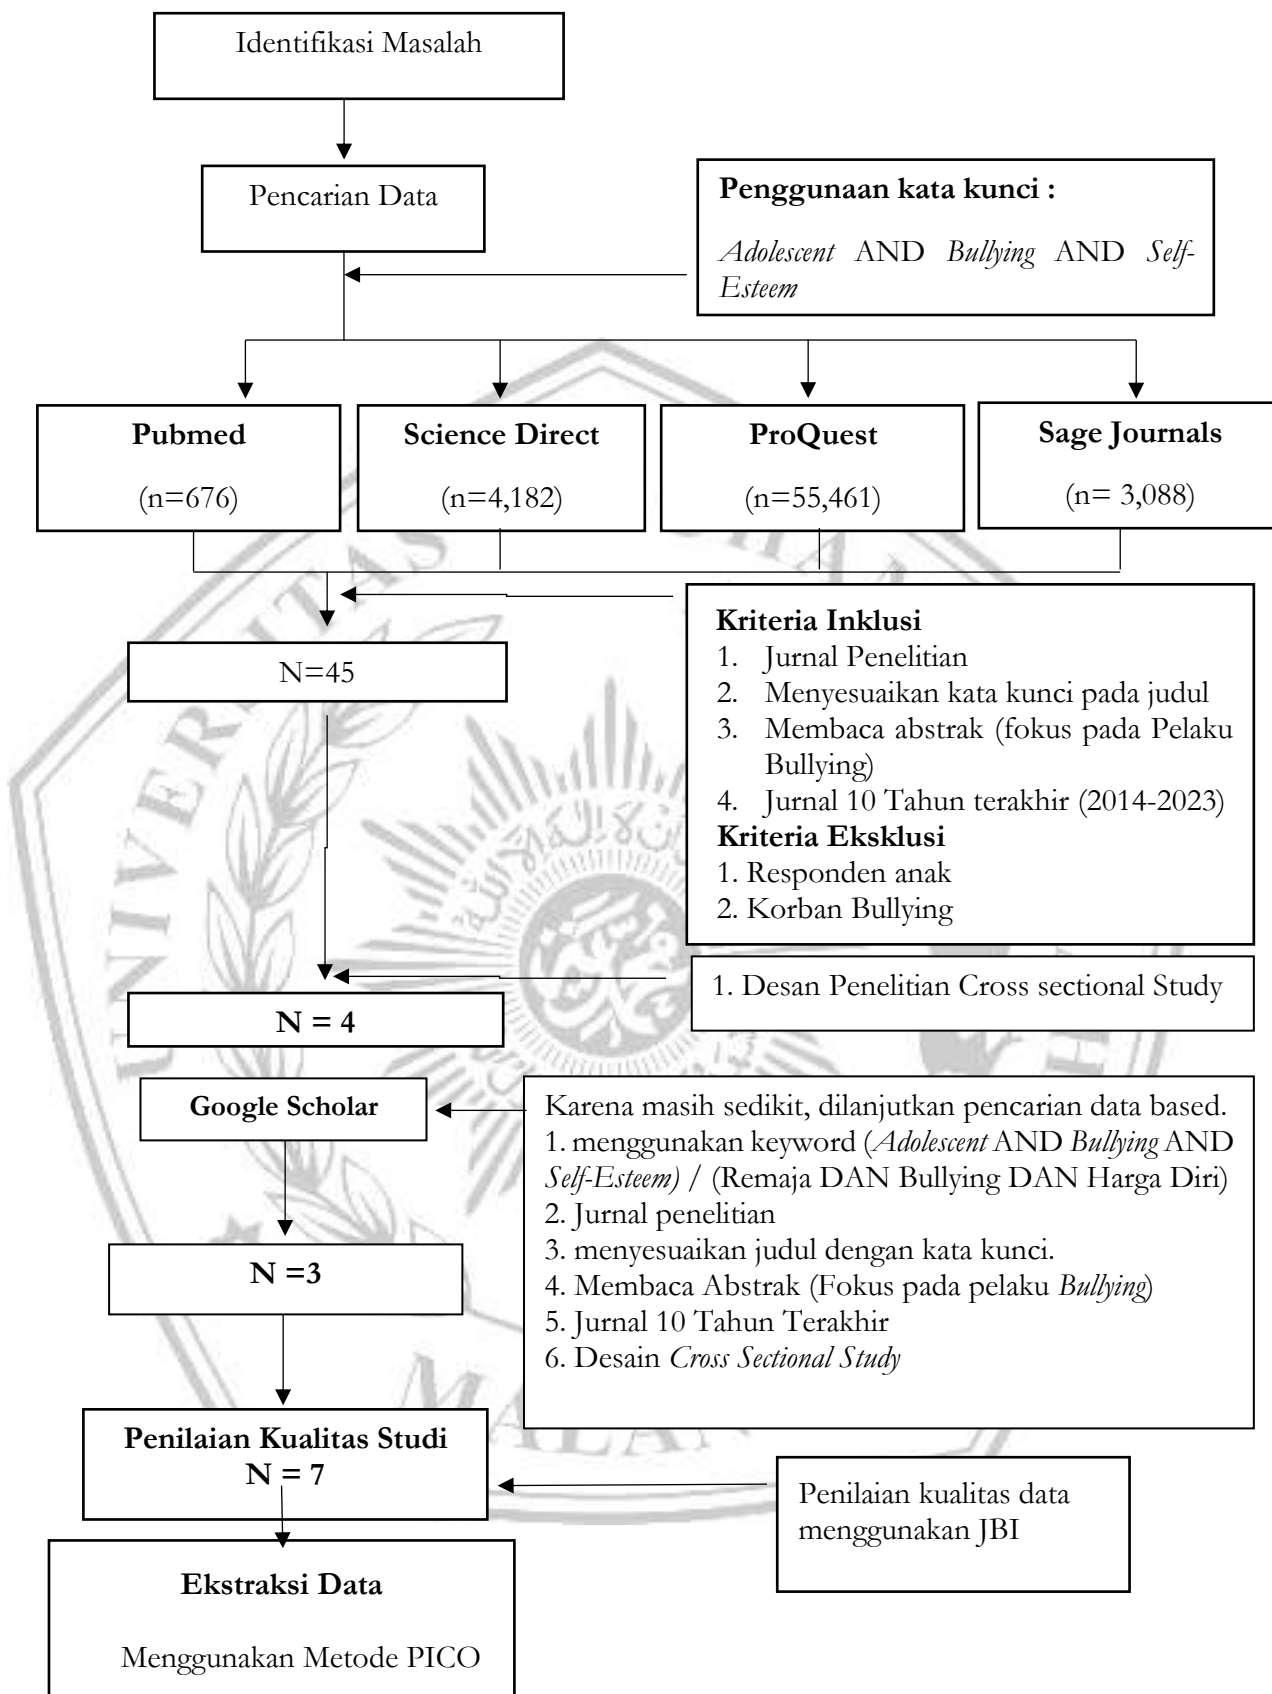 Identifikasi Masalah
Pencarian Data
Penggunaan kata kunci :
Adolescent AND Bullying AND Self-
Esteem
Pubmed
(n=676)
Science Direct
(n=4,182)
ProQuest
(n=55,461)
Sage Journals
(n= 3,088)
N=45
Kriteria Inklusi
1. Jurnal Penelitian
2. Menyesuaikan kata kunci pada judul
3. Membaca abstrak (fokus pada Pelaku
Bullying)
4. Jurnal 10 Tahun terakhir (2014-2023)
Kriteria Eksklusi
1. Responden anak
2. Korban Bullying
1. Desan Penelitian Cross sectional Study
N = 4
Google Scholar
Karena masih sedikit, dilanjutkan pencarian data based.
1. menggunakan keyword (Adolescent AND Bullying AND
Self-Esteem) / (Remaja DAN Bullying DAN Harga Diri)
2. Jurnal penelitian
3. menyesuaikan judul dengan kata kunci.
4. Membaca Abstrak (Fokus pada pelaku Bullying)
5. Jurnal 10 Tahun Terakhir
6. Desain Cross Sectional Study
N =3
Penilaian Kualitas Studi
N = 7
Penilaian kualitas data
menggunakan JBI
Ekstraksi Data
Menggunakan Metode PICO
UNIVERSITAS